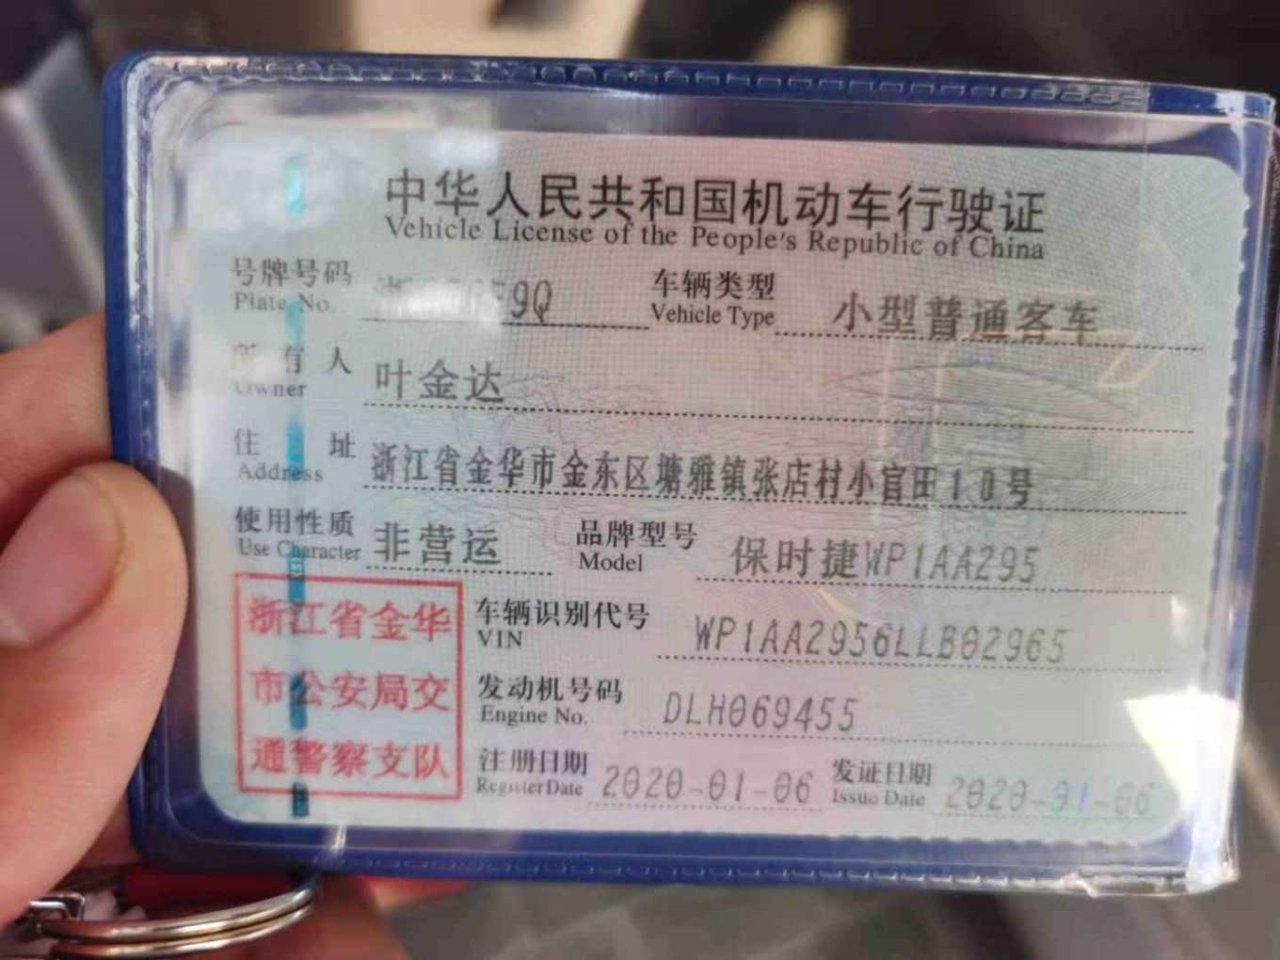 中华人民共和国机动车行驶证
Vehicle License of the People's Republic of China
号牌号码 9Q 车辆类型 小型普通客车
Plate No. Vehicle Type
所有人 叶金达
Owner
住址 浙江省金华市金东区塘雅镇张店村小官田10号
Address
使用性质 非营运 品牌型号 保时捷WP1AA295
Use Character Model
浙江省金华
市公安局交
通警察支队
车辆识别代号 WP1AA2956LLB02965
VIN
发动机号码 DLH069455
Engine No.
注册日期 2020-01-06 发证日期 2020-01-06
Register Date Issue Date